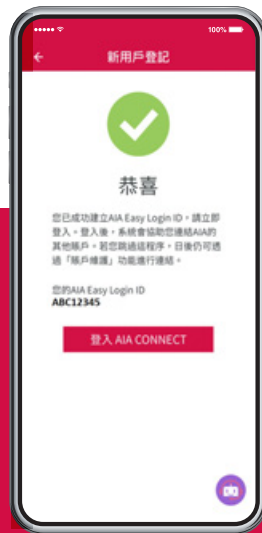 100%
新用戶登記
恭喜
您已成功建立AIA Easy Login ID，請立即
登入。登入後，系統會協助您連結AIA的
其他賬戶。若您跳過這程序，日後仍可透
過「賬戶維護」功能進行連結。
您的AIA Easy Login ID
ABC12345
登入 AIA CONNECT